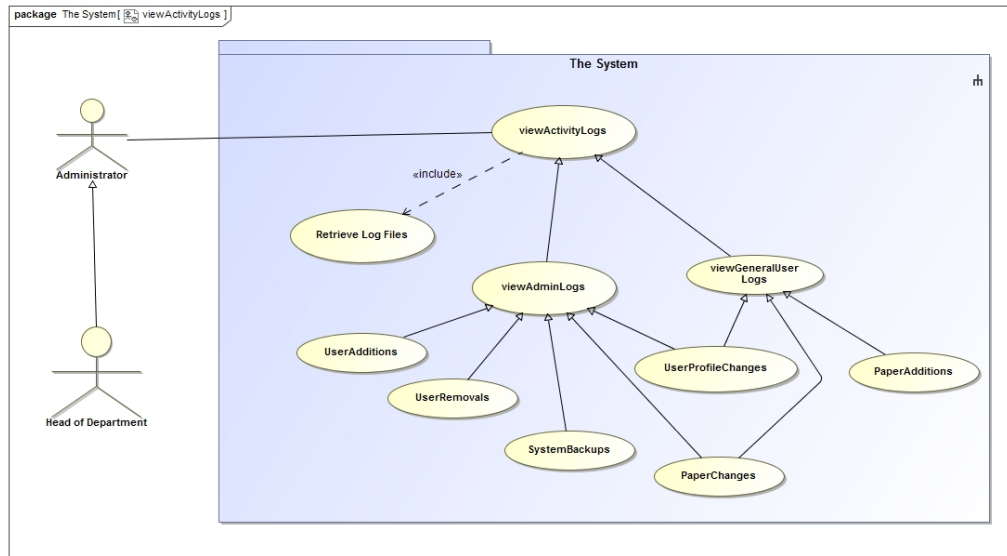 package The System[ viewActivityLogs ]
The System
viewActivityLogs
Administrator
«include»
Retrieve Log Files
viewGeneralUser
Logs
viewAdminLogs
UserAdditions
UserProfileChanges
PaperAdditions
UserRemovals
Head of Department
SystemBackups
PaperChanges